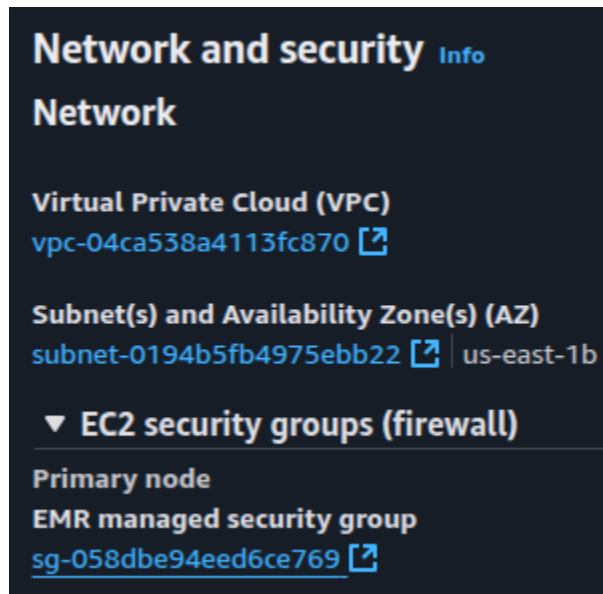 Network and security Info
Network
Virtual Private Cloud (VPC)
vpc-04ca538a4113fc870
Subnet(s) and Availability Zone(s) (AZ)
subnet-0194b5fb4975ebb22 us-east-1b
▼ EC2 security groups (firewall)
Primary node
EMR managed security group
sg-058dbe94eed6ce769